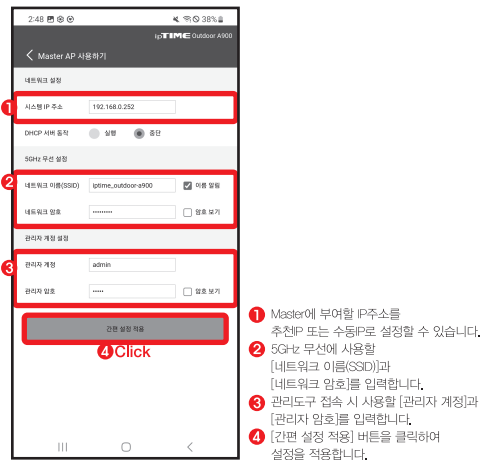 2:48
38%
ipTIME Outdoor A900
Master AP 사용하기
네트워크 설정
1 시스템 IP 주소 192.168.0.252
DHCP 서버 동작 실행 중단
5GHz 무선 설정
2 네트워크 이름(SSID) iptime_outdoor-a900 이름 알림
네트워크 암호 ••••••••• 암호 보기
관리자 계정 설정
3 관리자 계정 admin
관리자 암호 ••••• 암호 보기
간편 설정 적용
4 Click
1 Master에 부여할 IP주소를
추천IP 또는 수동IP로 설정할 수 있습니다.
2 5GHz 무선에 사용할
[네트워크 이름(SSID)]과
[네트워크 암호]를 입력합니다.
3 관리도구 접속 시 사용할 [관리자 계정]과
[관리자 암호]를 입력합니다.
4 [간편 설정 적용] 버튼을 클릭하여
설정을 적용합니다.